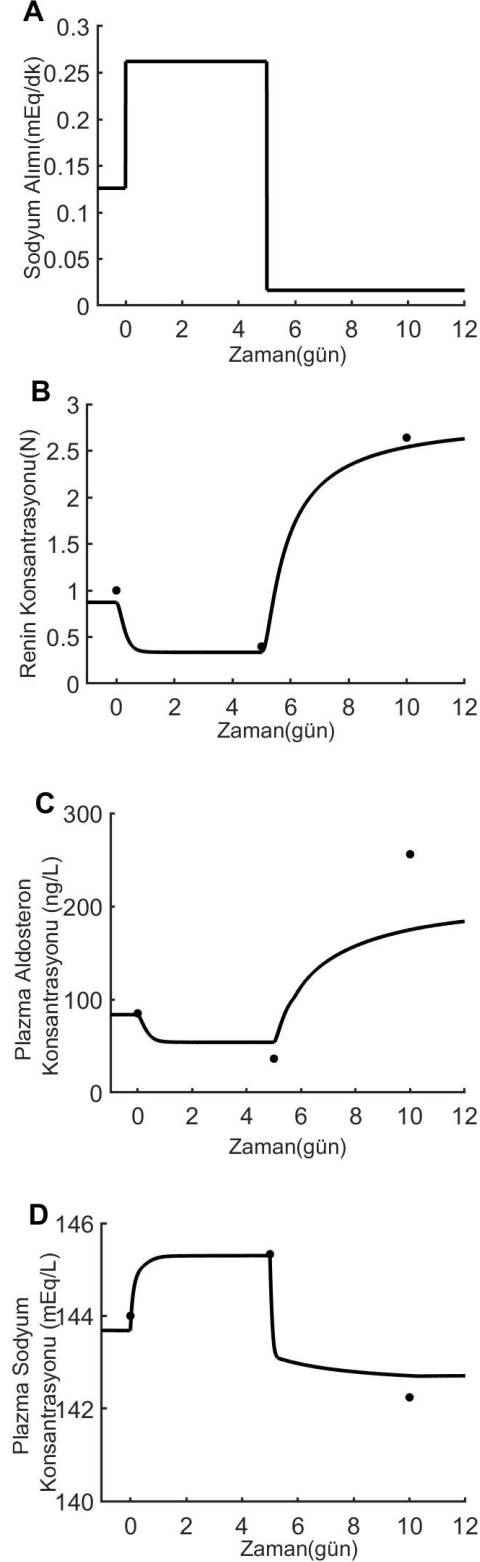 A
Sodyum Alımı(mEq/dk)
0.3
0.25
0.2
0.15
0.1
0.05
0
0 2 4 6 8 10 12
Zaman(gün)
B
Renin Konsantrasyonu(N)
3
2.5
2
1.5
1
0.5
0
0 2 4 6 8 10 12
Zaman(gün)
C
Plazma Aldosteron
Konsantrasyonu (ng/L)
300
200
100
0
0 2 4 6 8 10 12
Zaman(gün)
D
Plazma Sodyum
Konsantrasyonu (mEq/L)
146
144
142
140
0 2 4 6 8 10 12
Zaman(gün)